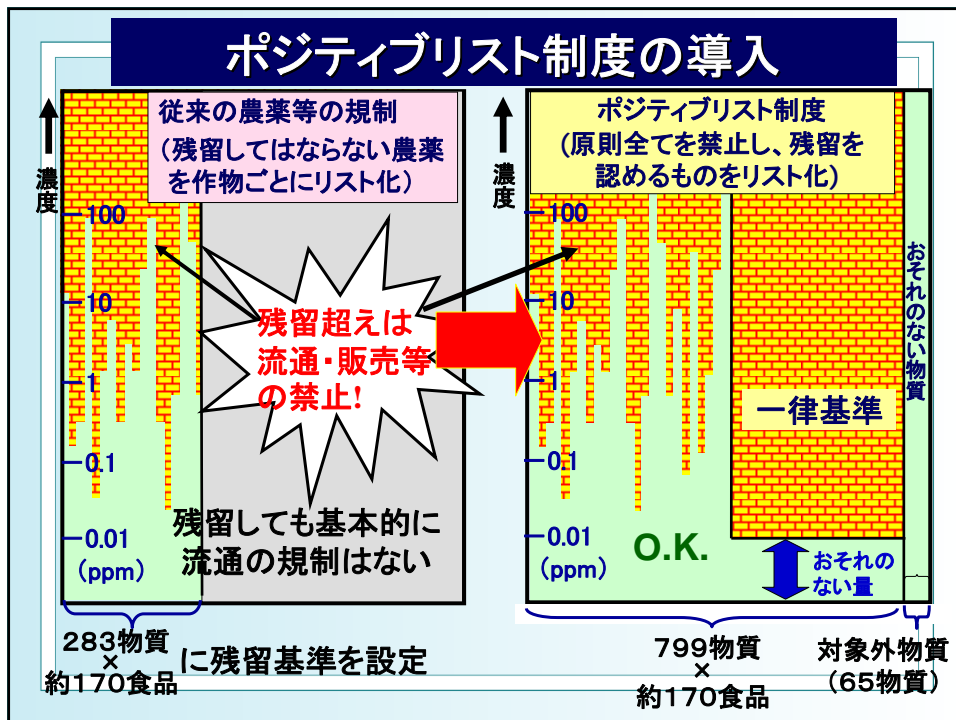 ポジティブリスト制度の導入
従来の農薬等の規制
（残留してはならない農薬
を作物ごとにリスト化）
濃度
100
10
1
0.1
0.01
（ppm）
残留超えは
流通・販売等
の禁止!
残留しても基本的に
流通の規制はない
283物質
×
約170食品
に残留基準を設定
ポジティブリスト制度
(原則全てを禁止し、残留を
認めるものをリスト化)
濃度
100
10
1
0.1
0.01
（ppm）
一律基準
O.K.
おそれの
ない量
おそれのない物質
799物質
×
約170食品
対象外物質
（65物質）